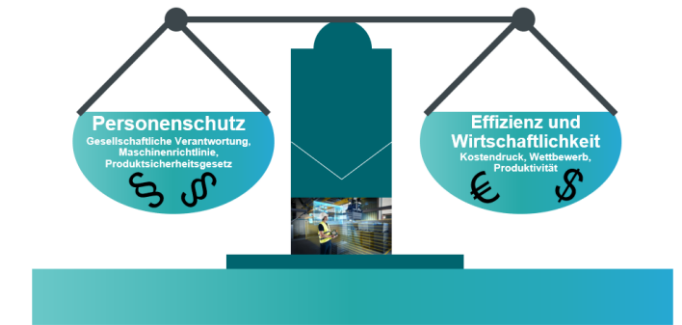 Personenschutz
Gesellschaftliche Verantwortung,
Maschinenrichtlinie,
Produktsicherheitsgesetz
§ §
Effizienz und
Wirtschaftlichkeit
Kostendruck, Wettbewerb,
Produktivität
€ $